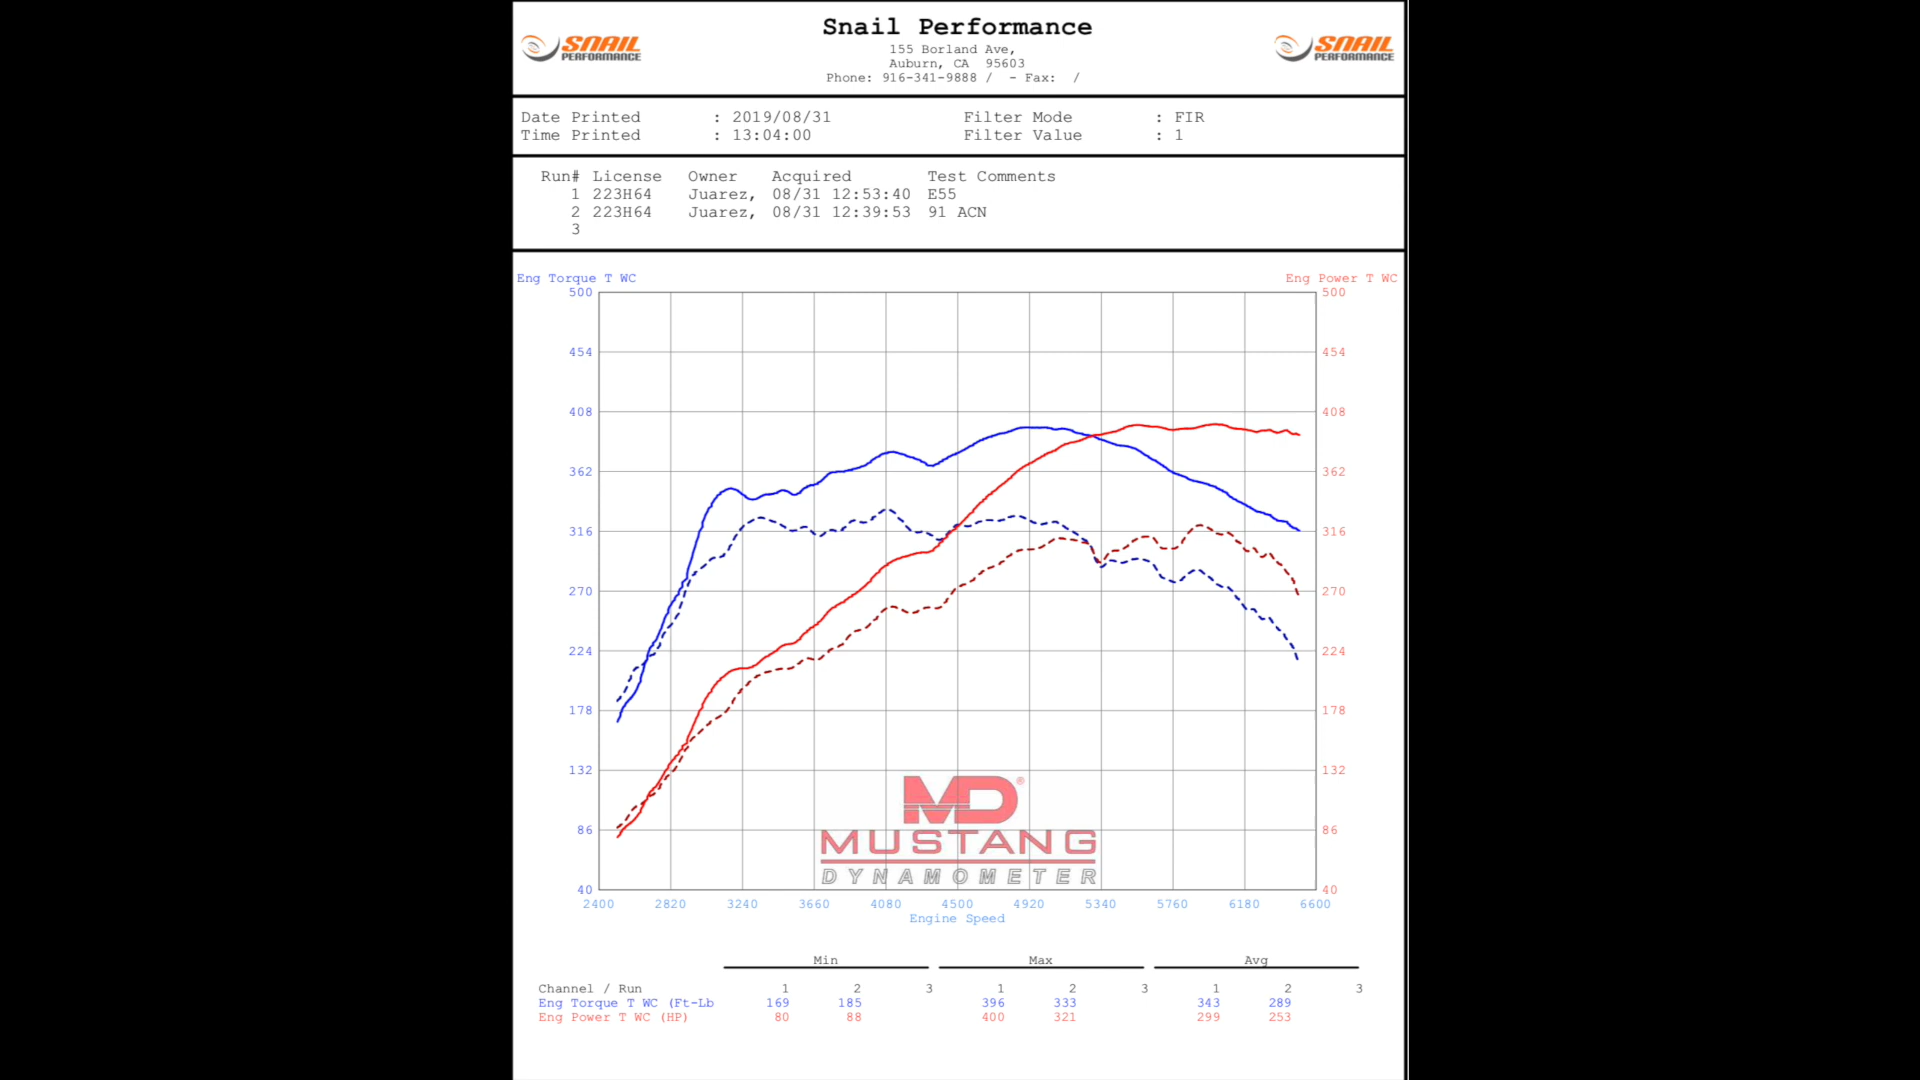 Snail Performance
SNAIL PERFORMANCE
SNAIL PERFORMANCE
155 Borland Ave,
Auburn, CA 95603
Phone: 916-341-9888 / - Fax: /
Date Printed : 2019/08/31 Filter Mode : FIR
Time Printed : 13:04:00 Filter Value : 1
Run# License Owner Acquired Test Comments
1 223H64 Juarez, 08/31 12:53:40 E55
2 223H64 Juarez, 08/31 12:39:53 91 ACN
3
Eng Torque T WC Eng Power T WC
500 500
454 454
408 408
362 362
316 316
270 270
224 224
178 178
132 132
86 86
40 40
MD®
MUSTANG
DYNAMOMETER
2400 2820 3240 3660 4080 4500 4920 5340 5760 6180 6600
Engine Speed
Min Max Avg
Channel / Run 1 2 3 1 2 3 1 2 3
Eng Torque T WC (Ft-Lb 169 185 396 333 343 289
Eng Power T WC (HP) 80 88 400 321 299 253